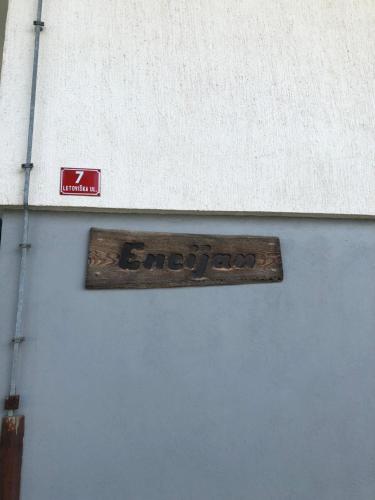 7
LETOVIŠKA UL.
Encijan